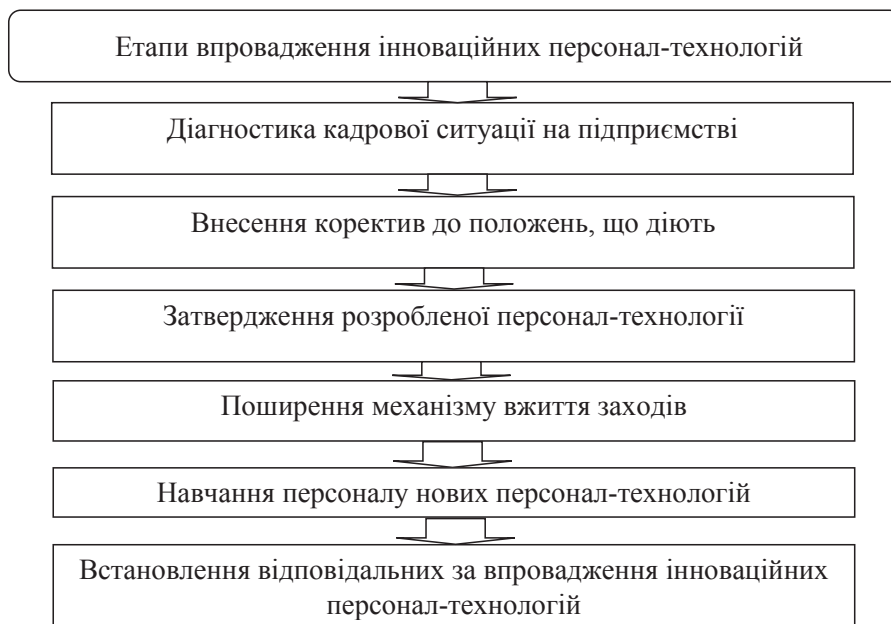 Етапи впровадження інноваційних персонал-технологій
Діагностика кадрової ситуації на підприємстві
Внесення коректив до положень, що діють
Затвердження розробленої персонал-технології
Поширення механізму вжиття заходів
Навчання персоналу нових персонал-технологій
Встановлення відповідальних за впровадження інноваційних
персонал-технологій